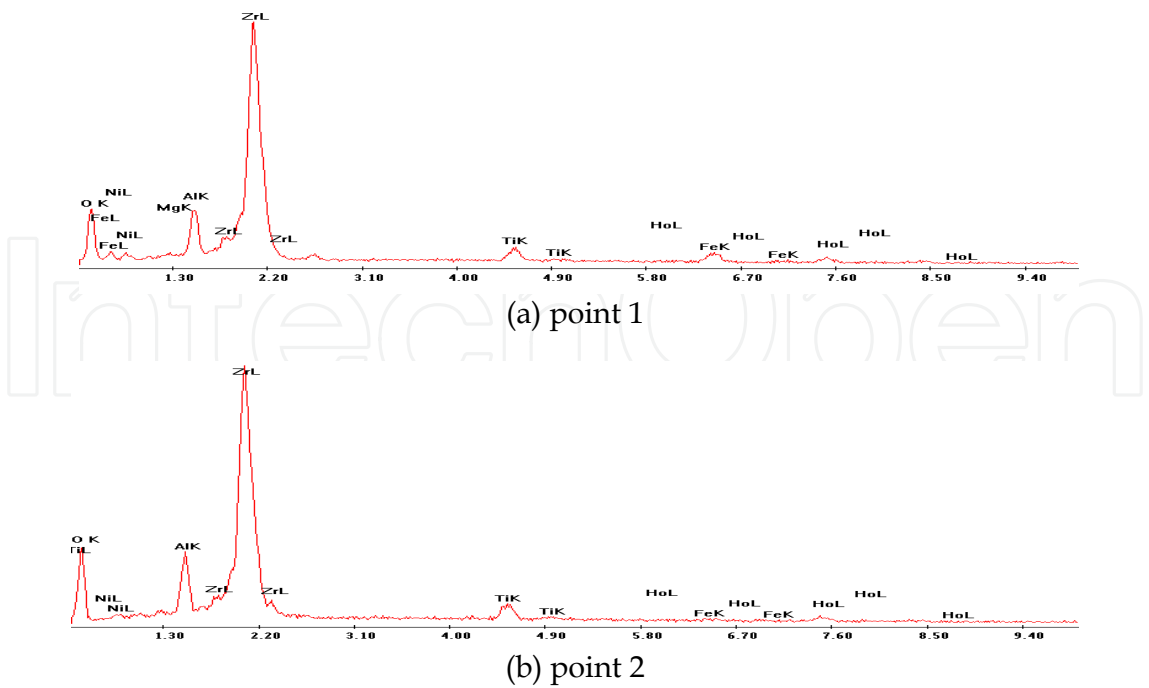 ZrL
NiL
O K
AlK
MgK
FeL
NiL
FeL
ZrL
ZrL
TiK
TiK
HoL
HoL
FeK
FeK
HoL
HoL
HoL
1.30 2.20 3.10 4.00 4.90 5.80 6.70 7.60 8.50 9.40
(a) point 1
IntechOpen
ZrL
O K
TiL
AlK
NiL
NiL
ZrL
ZrL
TiK
TiK
HoL
FeK
HoL
FeK
HoL
HoL
HoL
1.30 2.20 3.10 4.00 4.90 5.80 6.70 7.60 8.50 9.40
(b) point 2